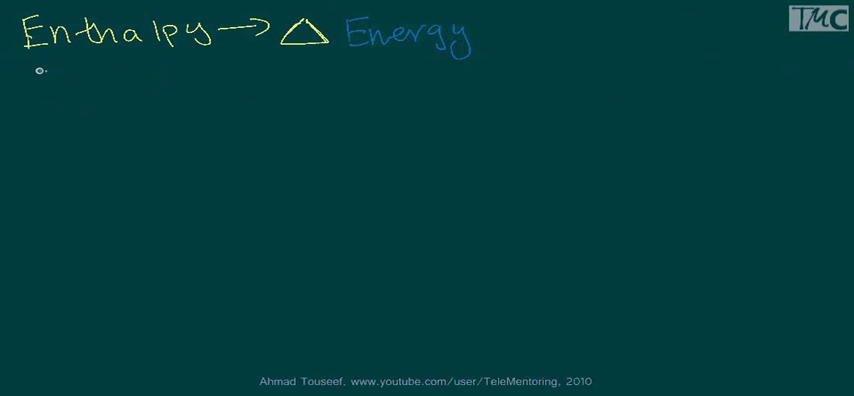 Enthalpy → △ Energy
TMC
Ahmad Touseef, www.youtube.com/user/TeleMentoring, 2010